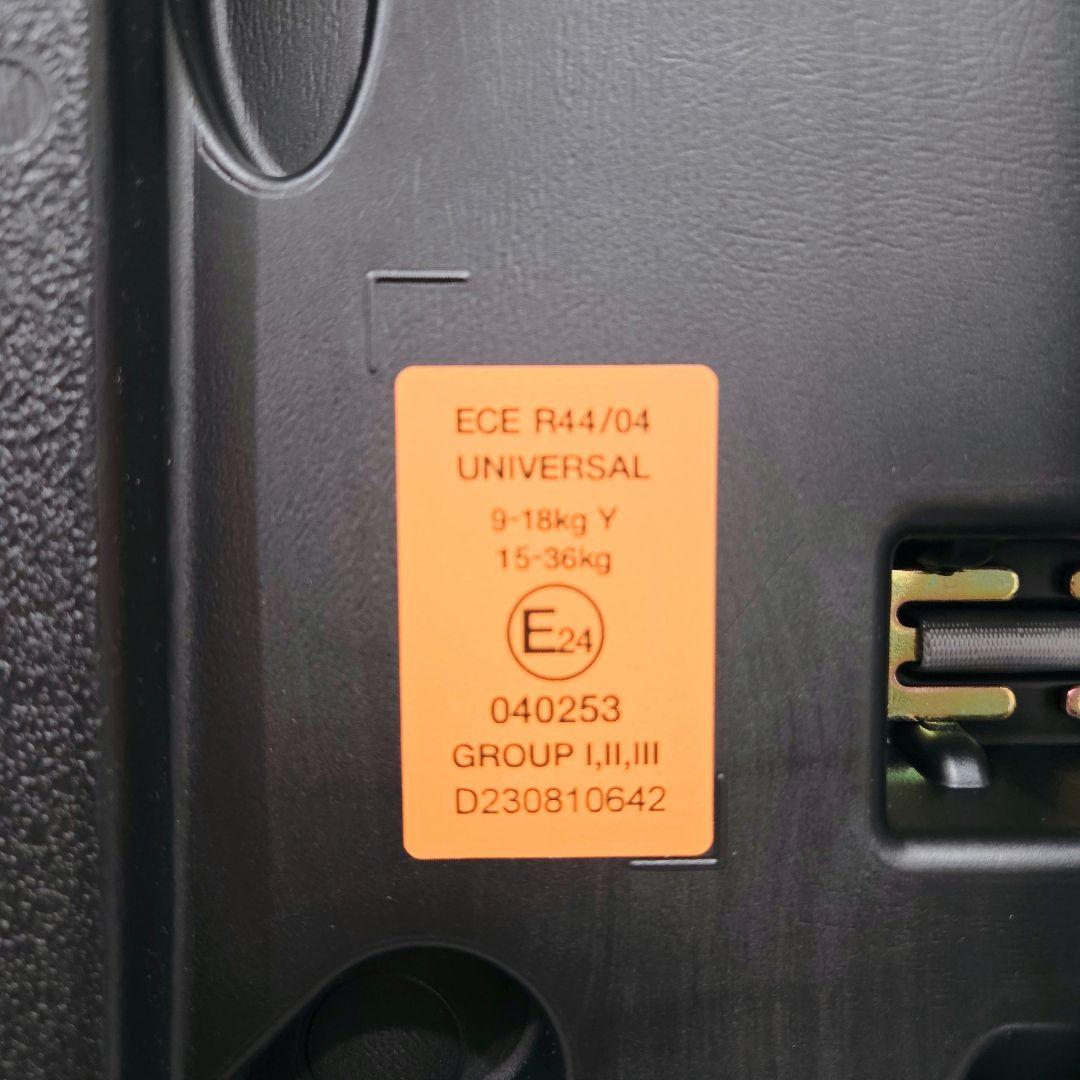 ECE R44/04
UNIVERSAL
9-18kg Y
15-36kg
E24
040253
GROUP I,II,III
D230810642